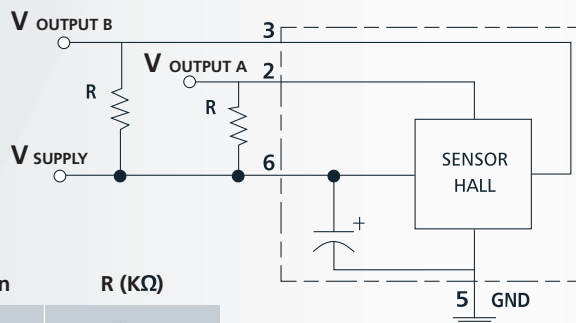 V OUTPUT B
3
V OUTPUT A
2
R
R
V SUPPLY
6
SENSOR
HALL
+
n
R (KΩ)
5
GND